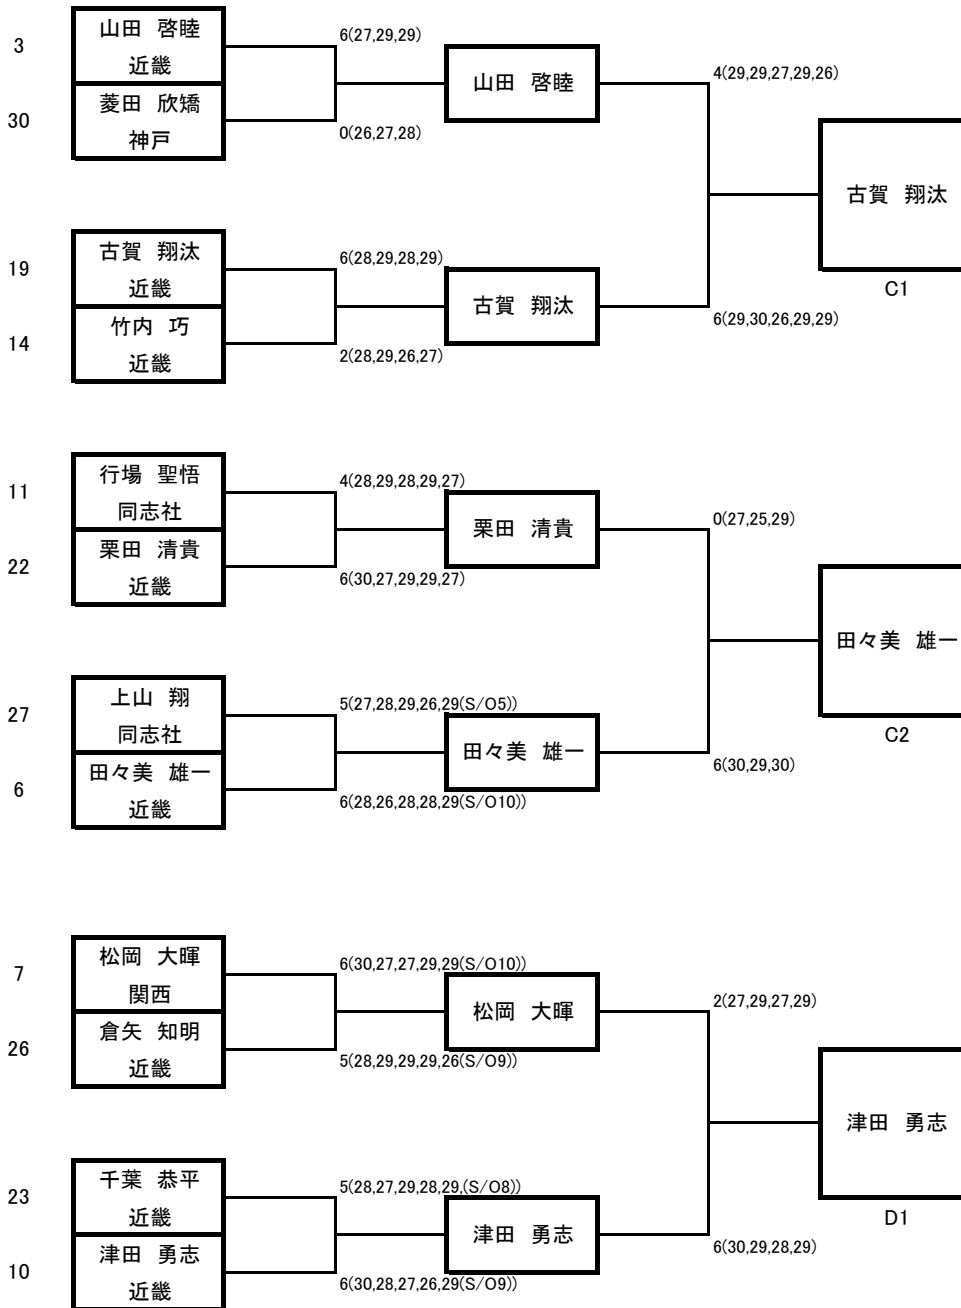 3
山田 啓睦
近畿
30
菱田 欣矯
神戸
6(27,29,29)
0(26,27,28)
山田 啓睦
4(29,29,27,29,26)
19
古賀 翔汰
近畿
14
竹内 巧
近畿
6(28,29,28,29)
2(28,29,26,27)
古賀 翔汰
6(29,30,26,29,29)
古賀 翔汰
C1
11
行場 聖悟
同志社
22
栗田 清貴
近畿
4(28,29,28,29,27)
6(30,27,29,29,27)
栗田 清貴
0(27,25,29)
27
上山 翔
同志社
6
田々美 雄一
近畿
5(27,28,29,26,29(S/O5))
6(28,26,28,28,29(S/O10))
田々美 雄一
6(30,29,30)
田々美 雄一
C2
7
松岡 大暉
関西
26
倉矢 知明
近畿
6(30,27,27,29,29(S/O10))
5(28,29,29,29,26(S/O9))
松岡 大暉
2(27,29,27,29)
23
千葉 恭平
近畿
10
津田 勇志
近畿
5(28,27,29,28,29,(S/O8))
6(30,28,27,26,29(S/O9))
津田 勇志
6(30,29,28,29)
津田 勇志
D1